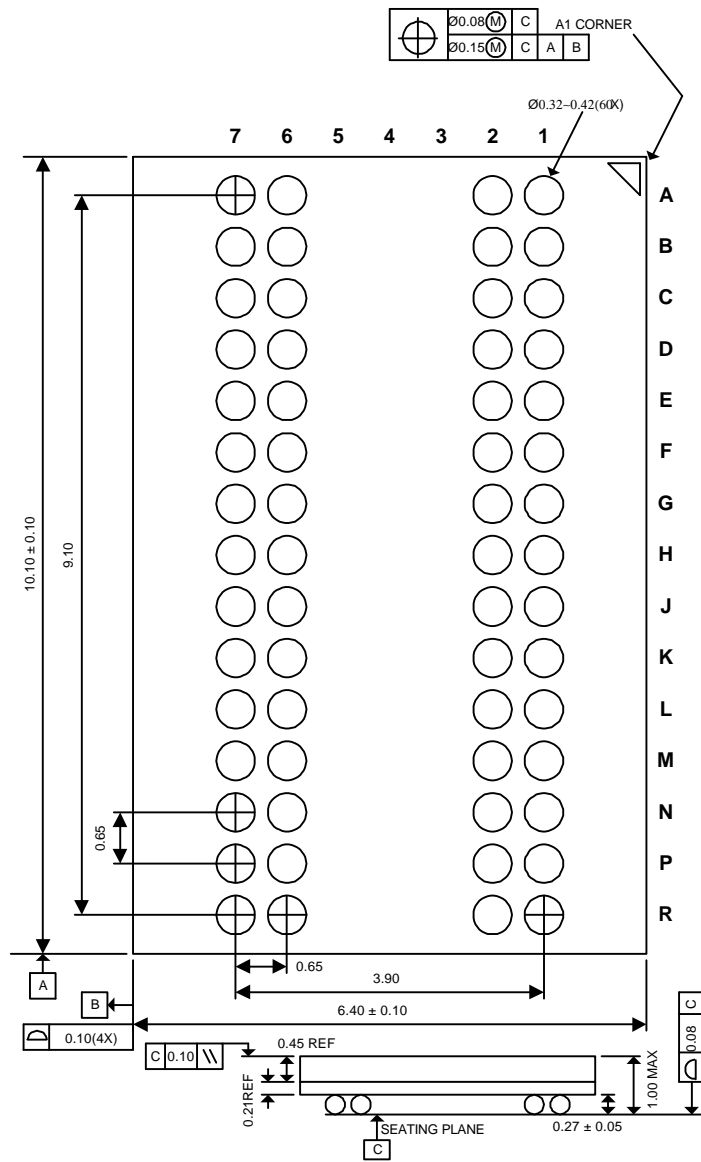 Ø0.08 Ⓜ C
A1 CORNER
Ø0.15 Ⓜ C A B
Ø0.32~0.42(60X)
7 6 5 4 3 2 1
A
B
C
D
E
F
G
H
J
K
L
M
N
P
R
10.10 ± 0.10
9.10
0.65
0.65
3.90
6.40 ± 0.10
A
B
0.10(4X)
C 0.10
0.45 REF
0.21REF
1.00 MAX
0.08 C
SEATING PLANE
0.27 ± 0.05
C